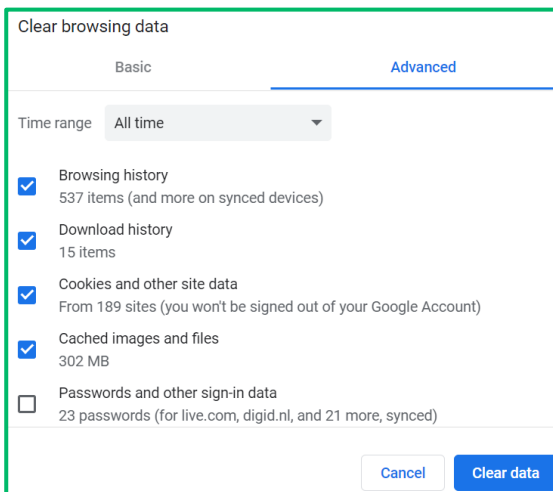 Clear browsing data
Basic Advanced
Time range All time
Browsing history
537 items (and more on synced devices)
Download history
15 items
Cookies and other site data
From 189 sites (you won't be signed out of your Google Account)
Cached images and files
302 MB
Passwords and other sign-in data
23 passwords (for live.com, digid.nl, and 21 more, synced)
Cancel Clear data